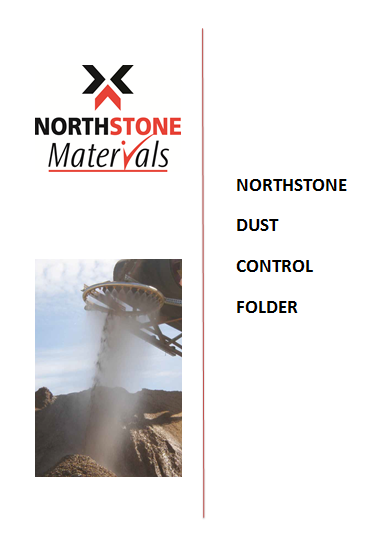 NORTHSTONE
Materials
NORTHSTONE
DUST
CONTROL
FOLDER